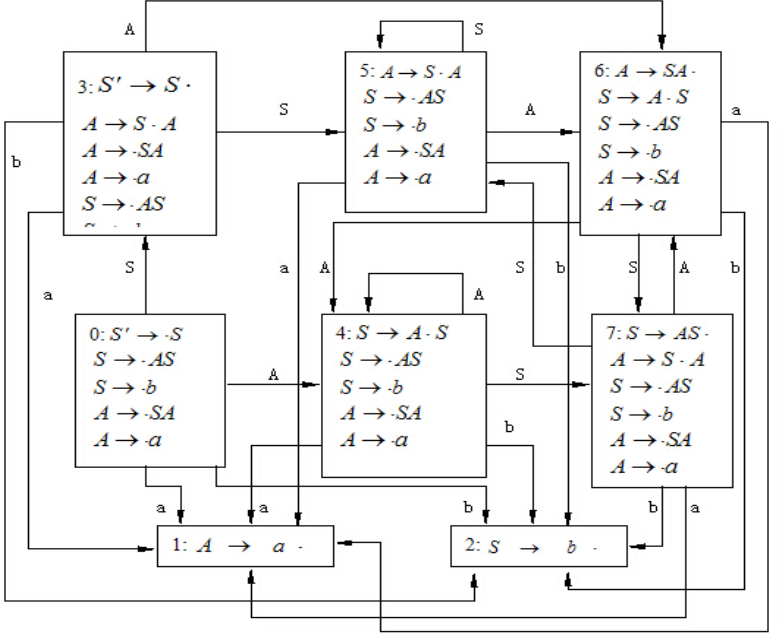 A
S
3: S′ → S ·
A → S · A
A → ·SA
A → ·a
S → ·AS
5: A → S · A
S → ·AS
S → ·b
A → ·SA
A → ·a
6: A → SA ·
S → A · S
S → ·AS
S → ·b
A → ·SA
A → ·a
S
A
a
b
a
S
a
A
S
b
S
A
b
0: S′ → ·S
S → ·AS
S → ·b
A → ·SA
A → ·a
A
4: S → A · S
S → ·AS
S → ·b
A → ·SA
A → ·a
A
S
b
7: S → AS ·
A → S · A
S → ·AS
S → ·b
A → ·SA
A → ·a
a
a
b
b
a
1: A → a ·
2: S → b ·